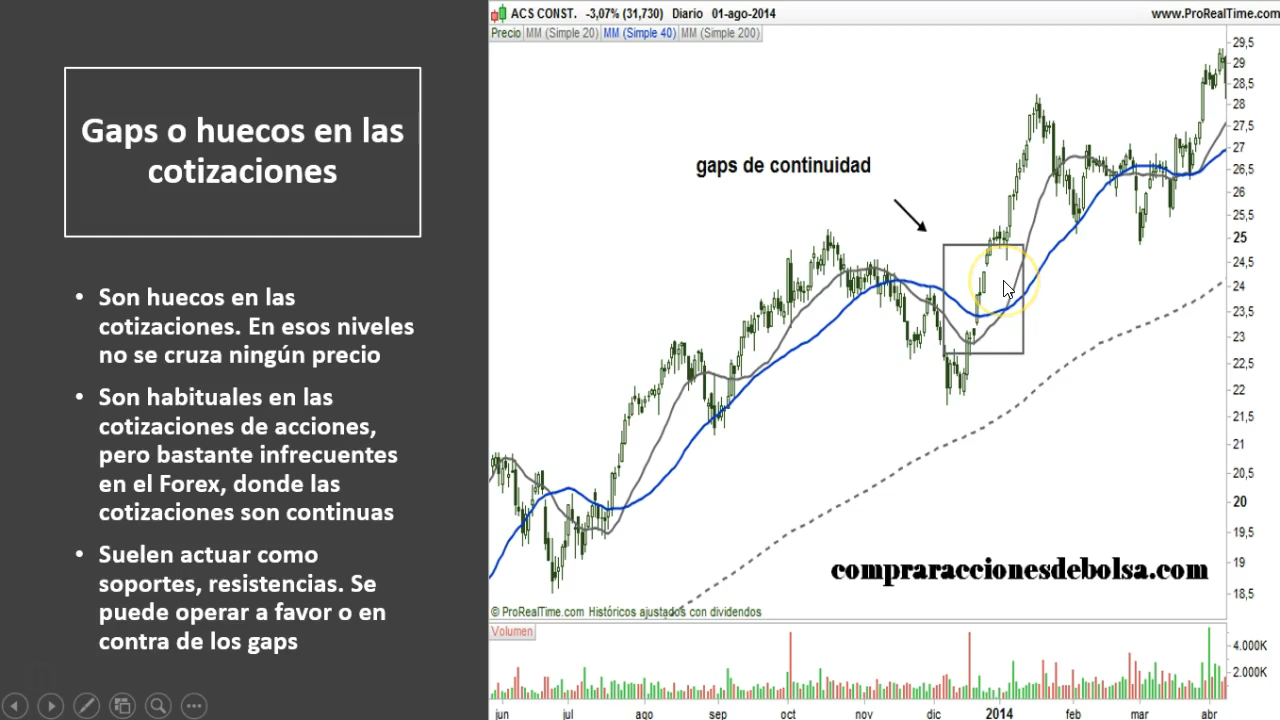 Gaps o huecos en las
cotizaciones
• Son huecos en las
cotizaciones. En esos niveles
no se cruza ningún precio
• Son habituales en las
cotizaciones de acciones,
pero bastante infrecuentes
en el Forex, donde las
cotizaciones son continuas
• Suelen actuar como
soportes, resistencias. Se
puede operar a favor o en
contra de los gaps
ACS CONST. -3,07% (31,730) Diario 01-ago-2014 www.ProRealTime.com
Precio MM (Simple 20) MM (Simple 40) MM (Simple 200)
gaps de continuidad
29,5
29
28,5
28
27,5
27
26,5
26
25,5
25
24,5
24
23,5
23
22,5
22
21,5
21
20,5
20
19,5
19
18,5
compraraccionesdebolsa.com
© ProRealTime.com Históricos ajustados con dividendos
Volumen
4.000K
2.000K
jun jul ago sep oct nov dic 2014 feb mar abr